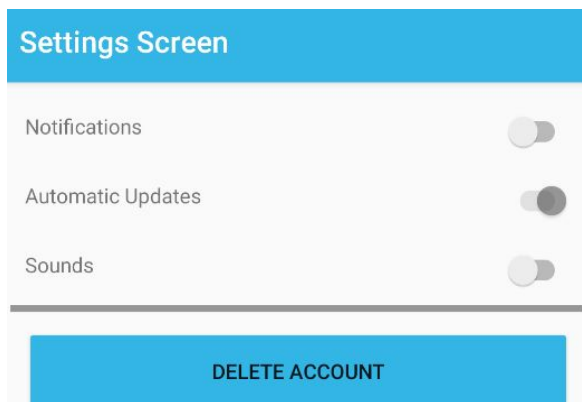 Settings Screen
Notifications
Automatic Updates
Sounds
DELETE ACCOUNT